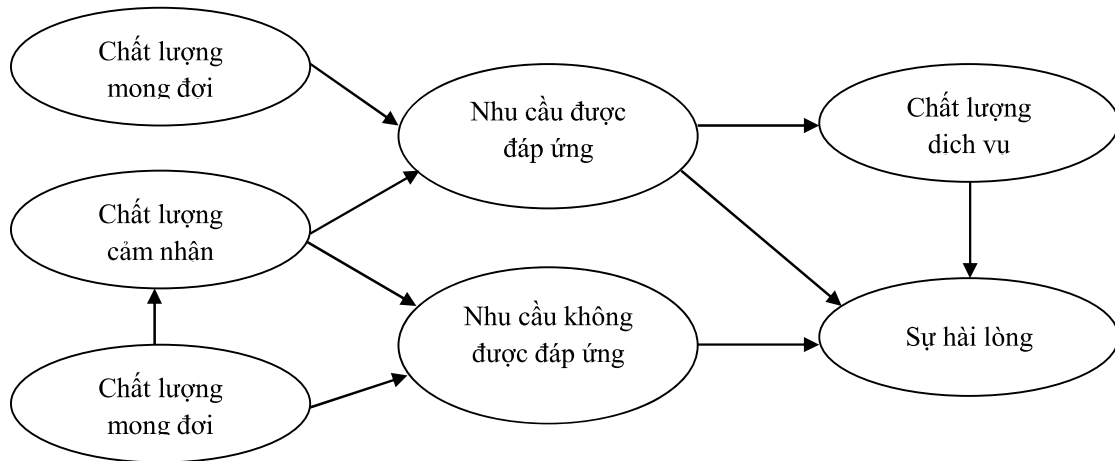 Chất lượng
mong đợi
Nhu cầu được
đáp ứng
Chất lượng
dịch vụ
Chất lượng
cảm nhận
Nhu cầu không
được đáp ứng
Sự hài lòng
Chất lượng
mong đợi